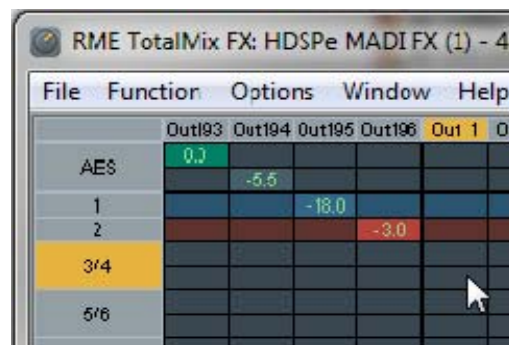 RME TotalMix FX: HDSPe MADI FX (1) - 4
File Function Options Window Help
Out193 Out194 Out195 Out196 Out 1 O
AES 0.0
-5.5
1 -18.0
2 -3.0
3/4
5/6